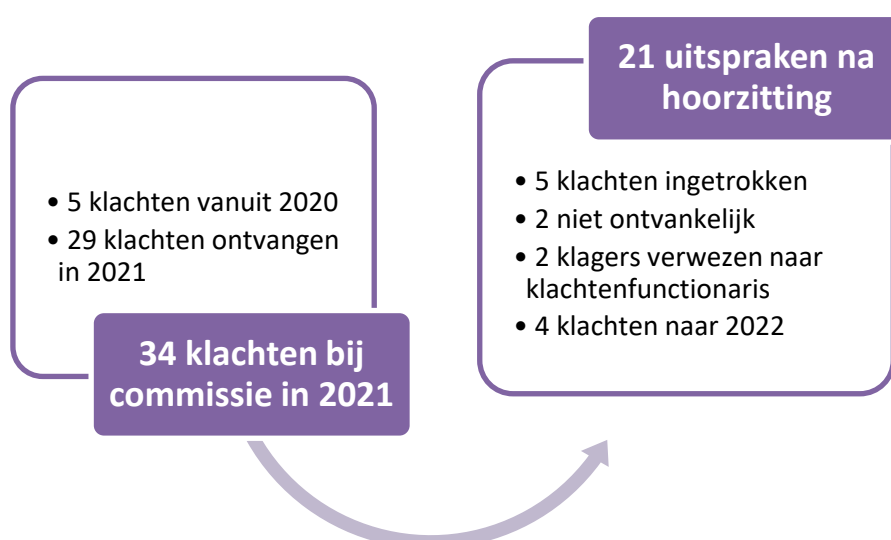 • 5 klachten vanuit 2020
• 29 klachten ontvangen
in 2021
34 klachten bij
commissie in 2021
21 uitspraken na
hoorzitting
• 5 klachten ingetrokken
• 2 niet ontvankelijk
• 2 klagers verwezen naar
klachtenfunctionaris
• 4 klachten naar 2022